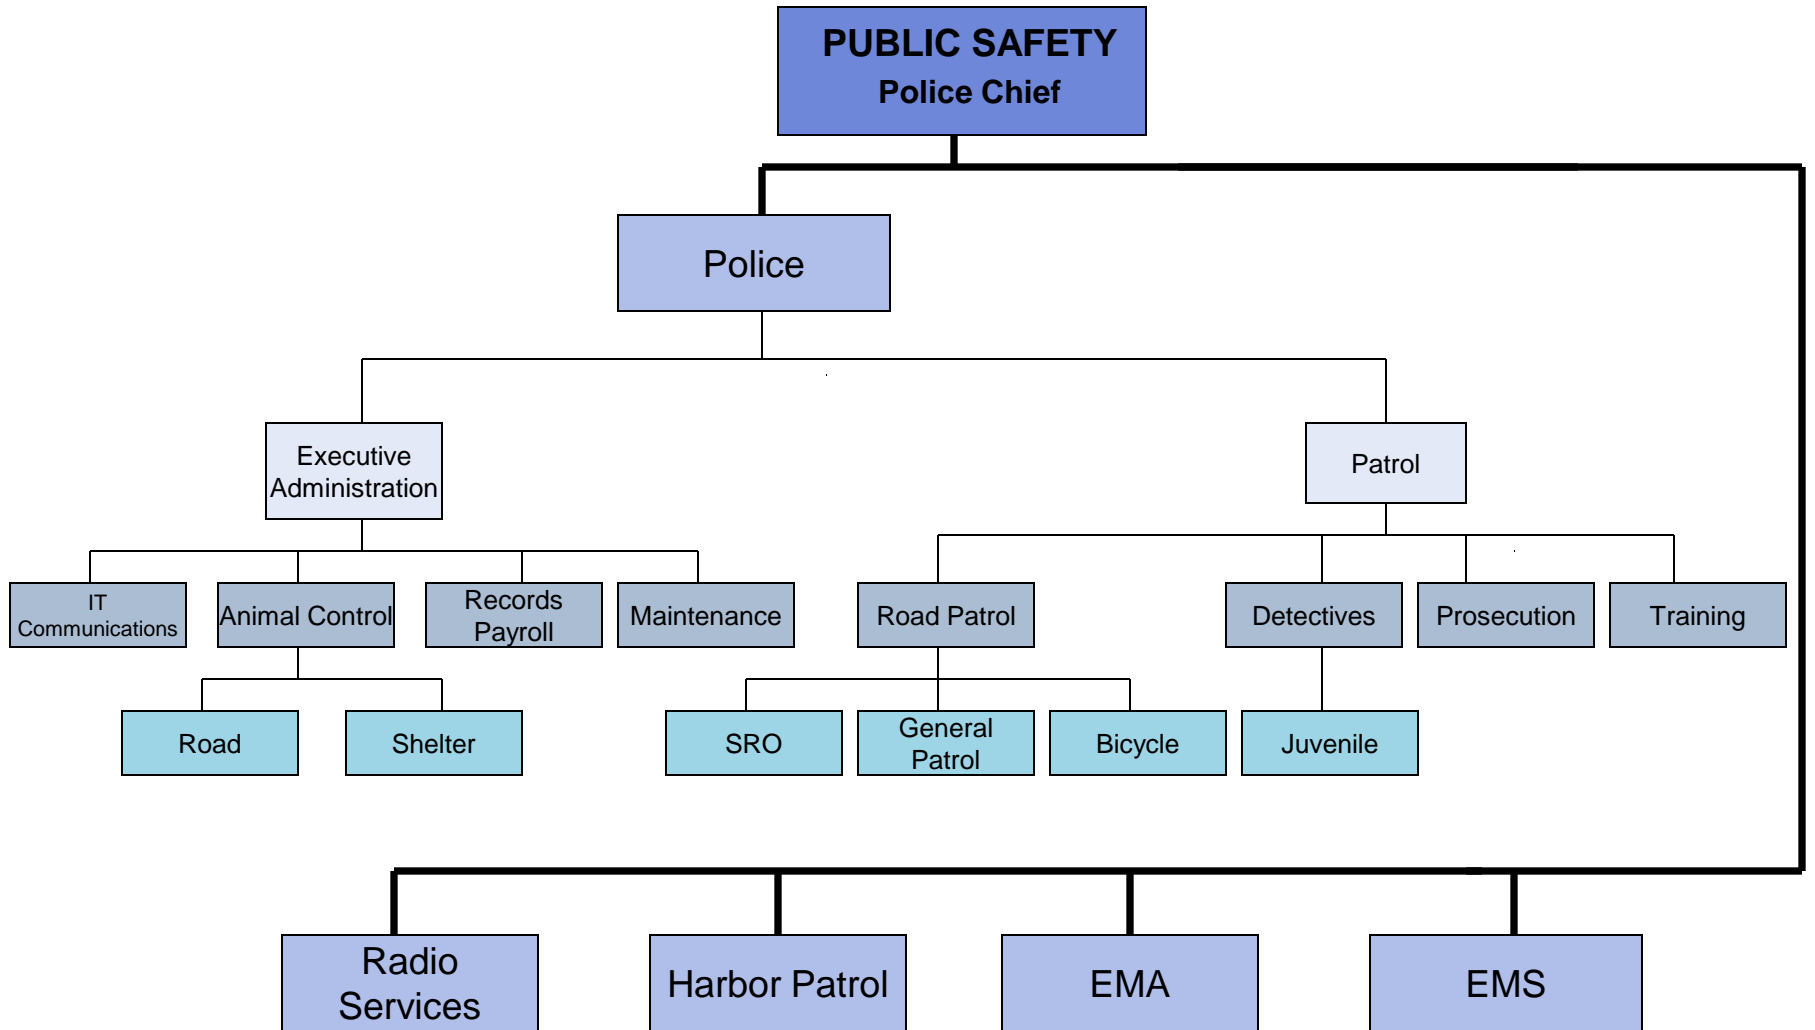 PUBLIC SAFETY
Police Chief
Police
Executive
Administration
Patrol
IT
Communications
Animal Control
Records
Payroll
Maintenance
Road Patrol
Detectives
Prosecution
Training
Road
Shelter
SRO
General
Patrol
Bicycle
Juvenile
Radio
Services
Harbor Patrol
EMA
EMS